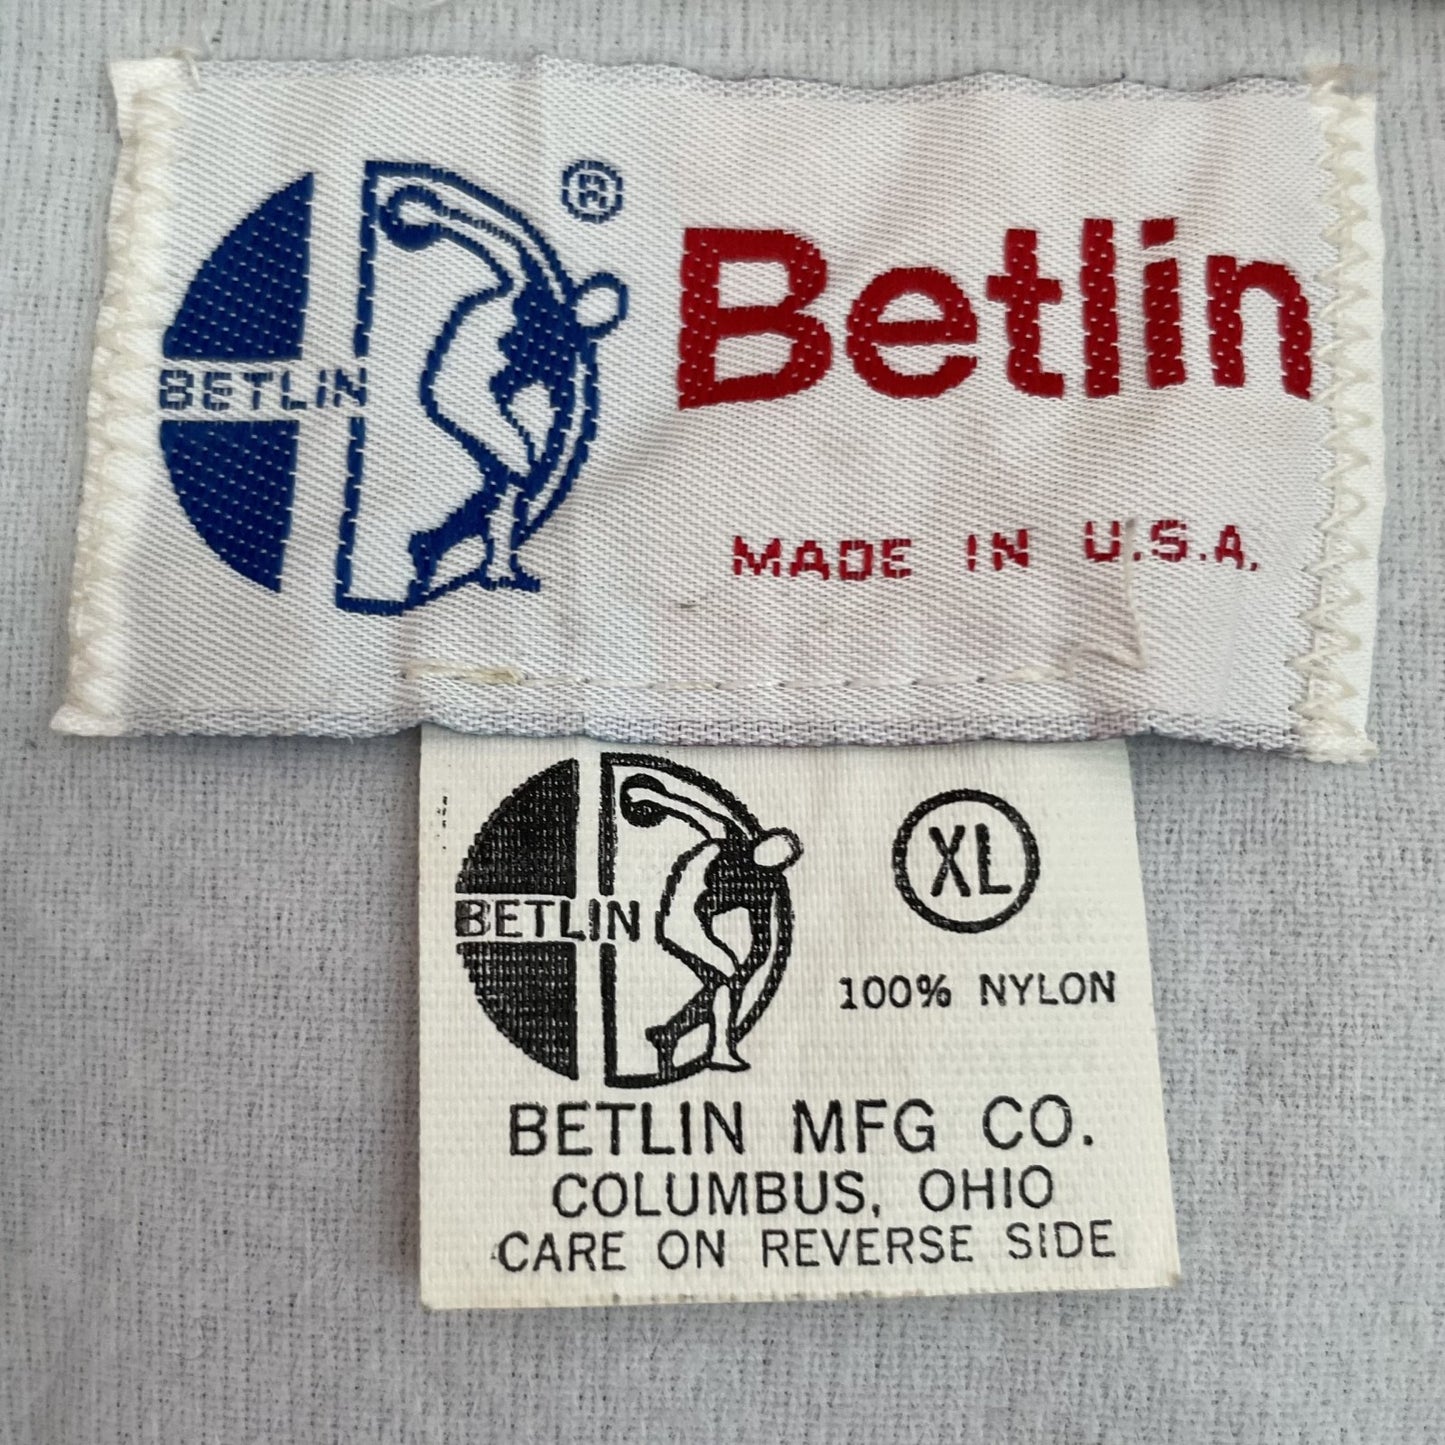 ®
Betlin
BETLIN
MADE IN U.S.A.
XL
BETLIN
100% NYLON
BETLIN MFG CO.
COLUMBUS, OHIO
CARE ON REVERSE SIDE